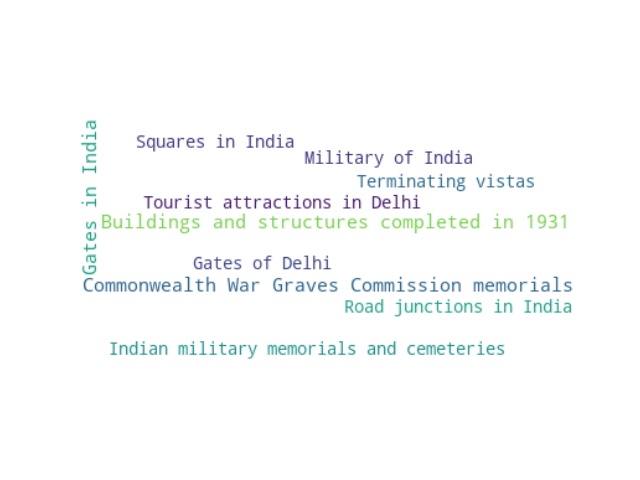 Gates in India
Squares in India
Military of India
Terminating vistas
Tourist attractions in Delhi
Buildings and structures completed in 1931
Gates of Delhi
Commonwealth War Graves Commission memorials
Road junctions in India
Indian military memorials and cemeteries